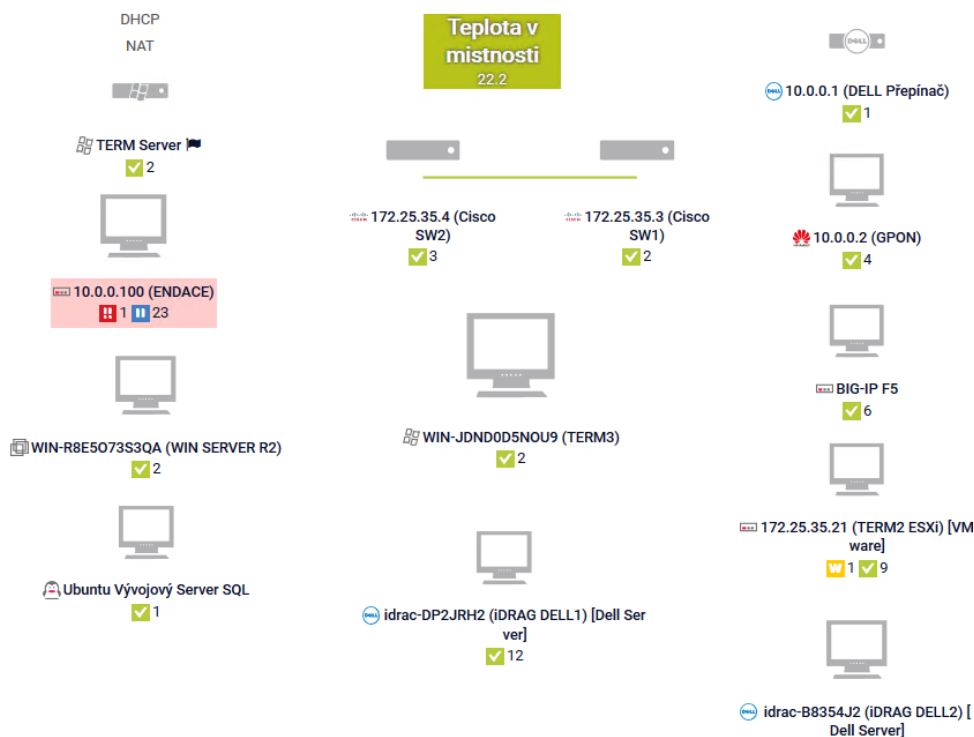 DHCP
NAT
TERM Server
2
10.0.0.100 (ENDACE)
1 23
WIN-R8E5O73S3QA (WIN SERVER R2)
2
Ubuntu Vývojový Server SQL
1
Teplota v
mistnosti
22.2
172.25.35.4 (Cisco
SW2)
3
172.25.35.3 (Cisco
SW1)
2
WIN-JDND0D5NOU9 (TERM3)
2
idrac-DP2JRH2 (iDRAG DELL1) [Dell Ser
ver]
12
DELL
10.0.0.1 (DELL Přepínač)
1
10.0.0.2 (GPON)
4
BIG-IP F5
6
172.25.35.21 (TERM2 ESXi) [VM
ware]
W 1 9
idrac-B8354J2 (iDRAG DELL2) [
Dell Server]